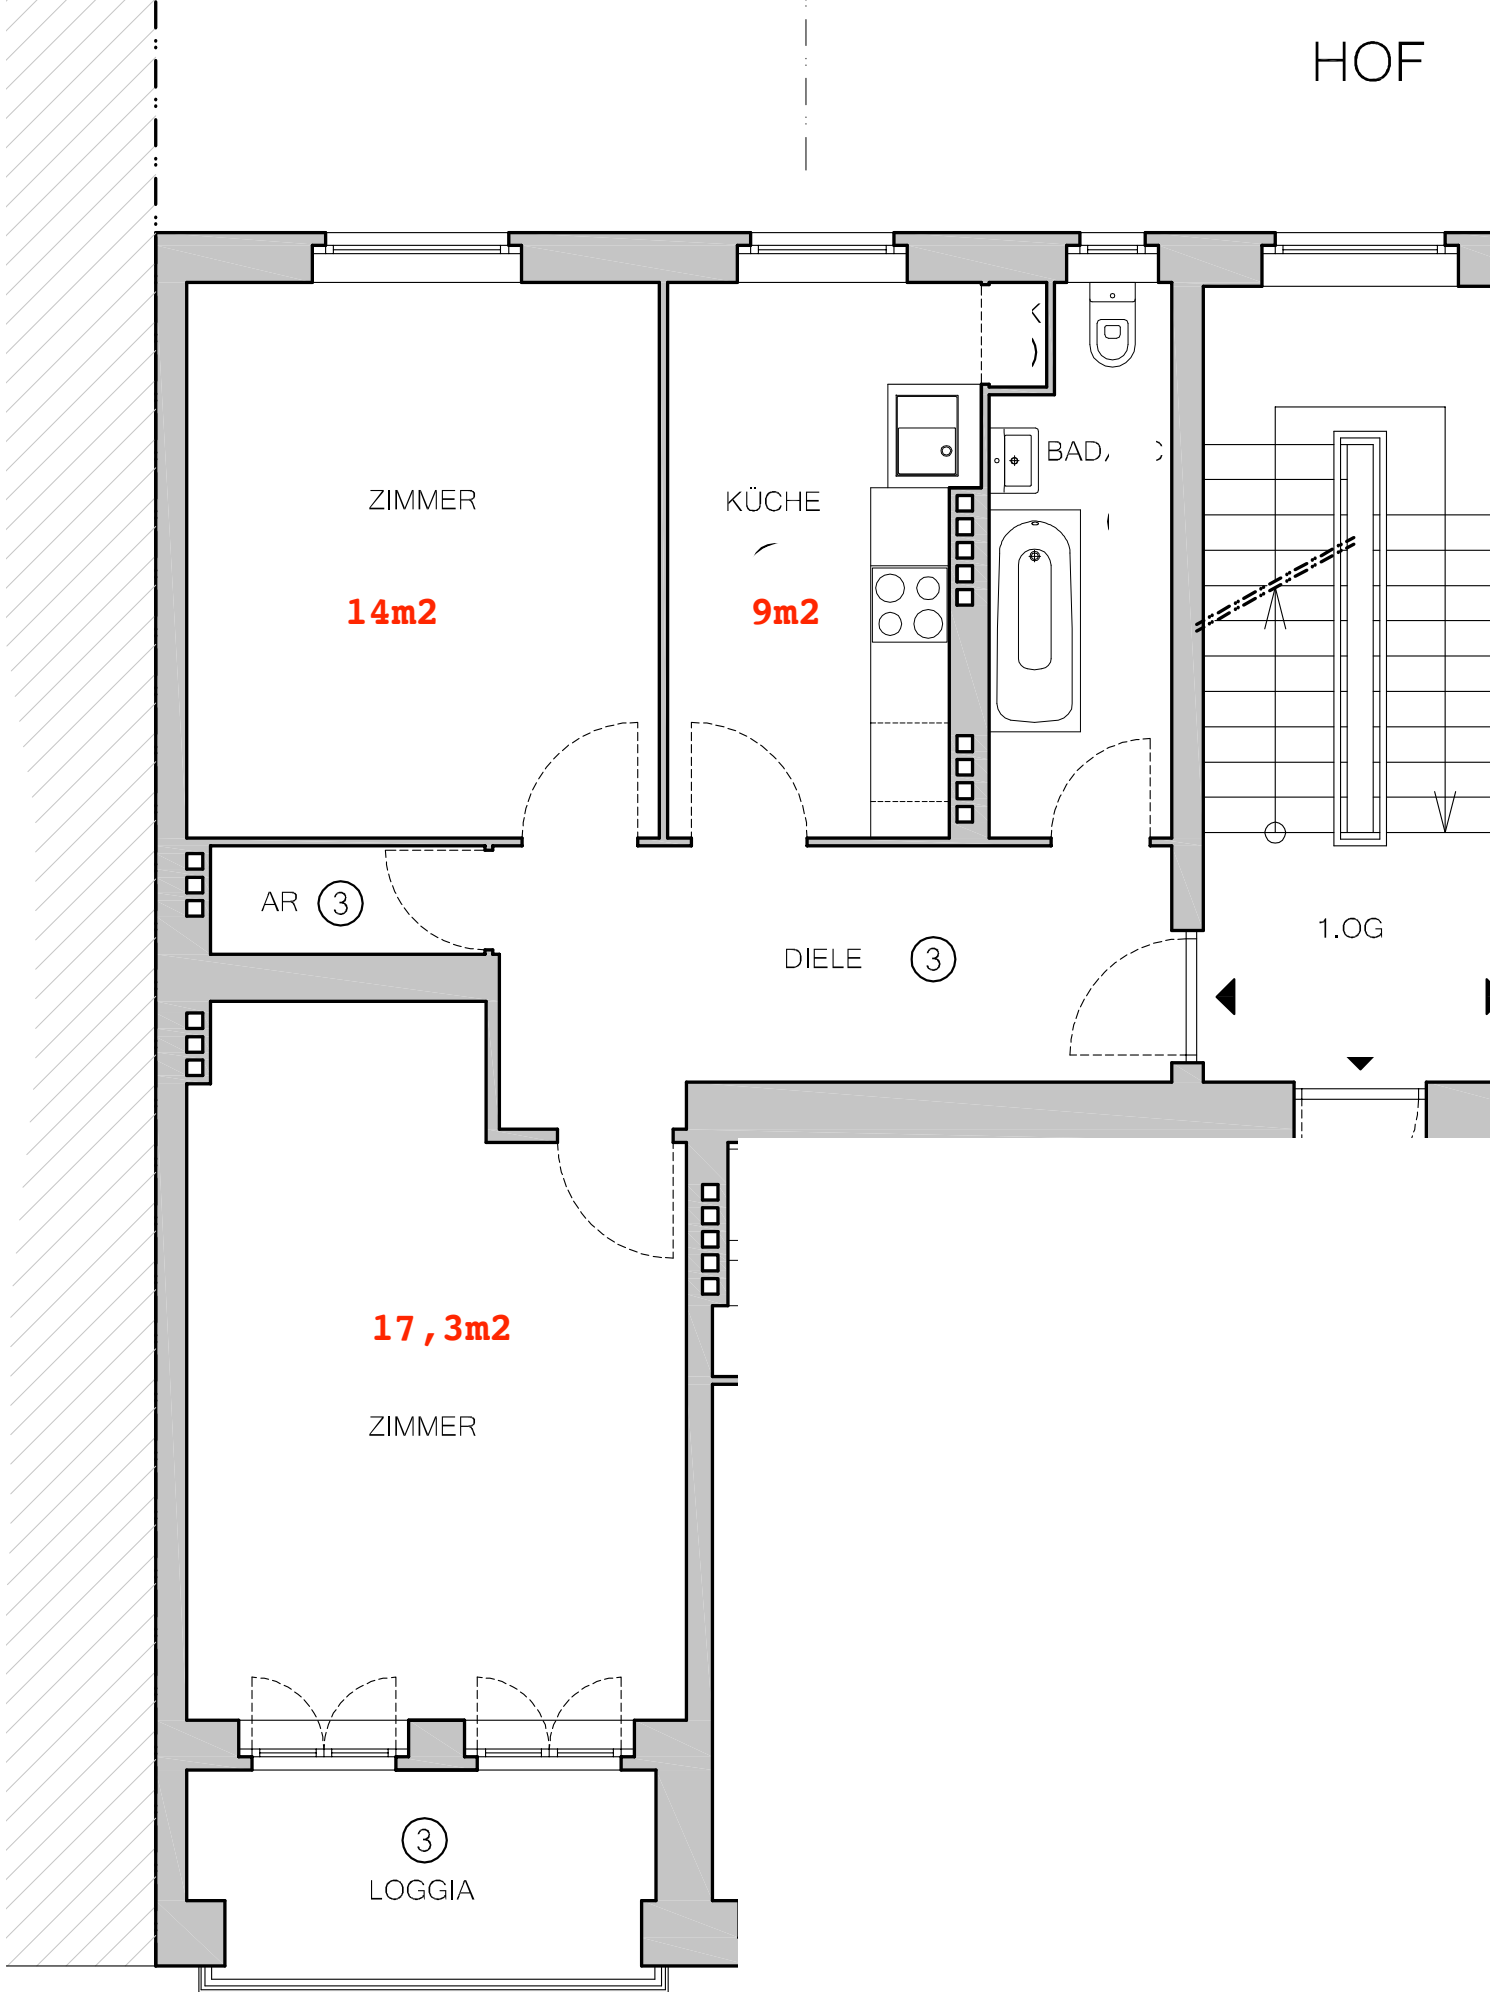 HOF
ZIMMER
14m2
KÜCHE
9m2
BAD
AR 3
DIELE 3
1.OG
17,3m2
ZIMMER
3
LOGGIA